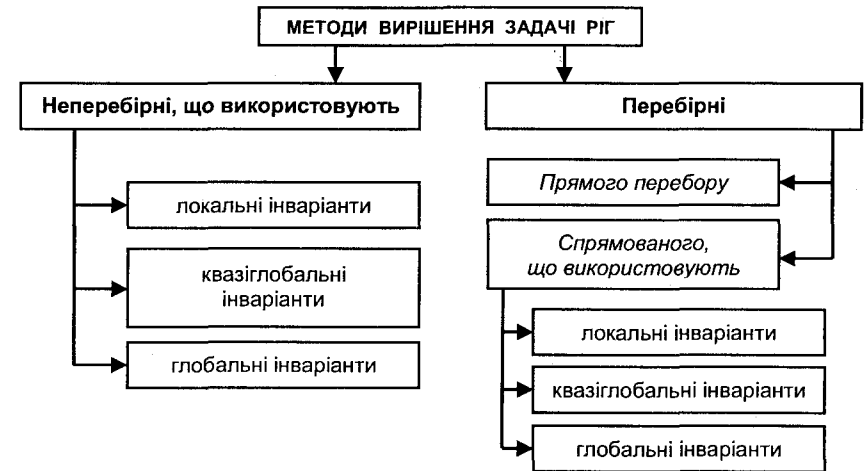 МЕТОДИ ВИРІШЕННЯ ЗАДАЧІ РІГ
Неперебірні, що використовують
локальні інваріанти
квазіглобальні
інваріанти
глобальні інваріанти
Перебірні
Прямого перебору
Спрямованого,
що використовують
локальні інваріанти
квазіглобальні інваріанти
глобальні інваріанти